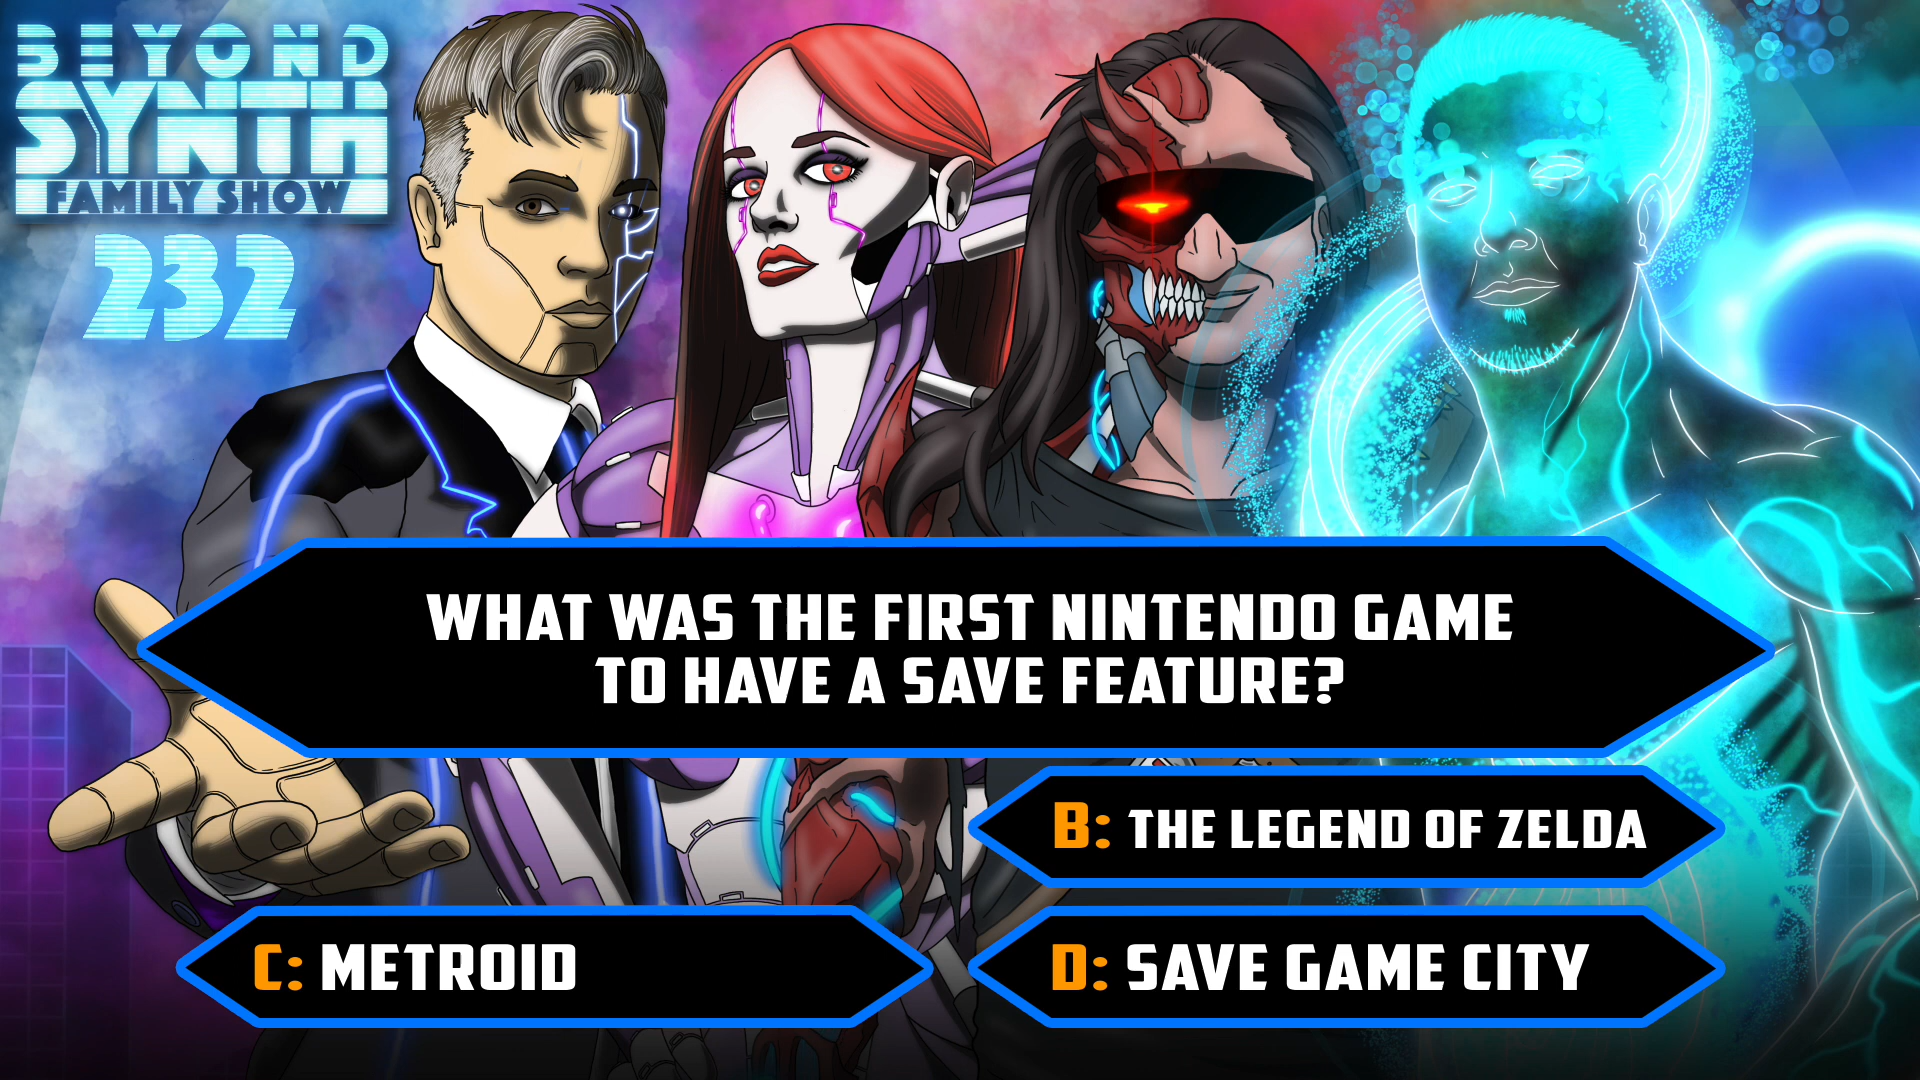 BEYOND
SYNTH
FAMILY SHOW
232
WHAT WAS THE FIRST NINTENDO GAME
TO HAVE A SAVE FEATURE?
B: THE LEGEND OF ZELDA
C: METROID
D: SAVE GAME CITY